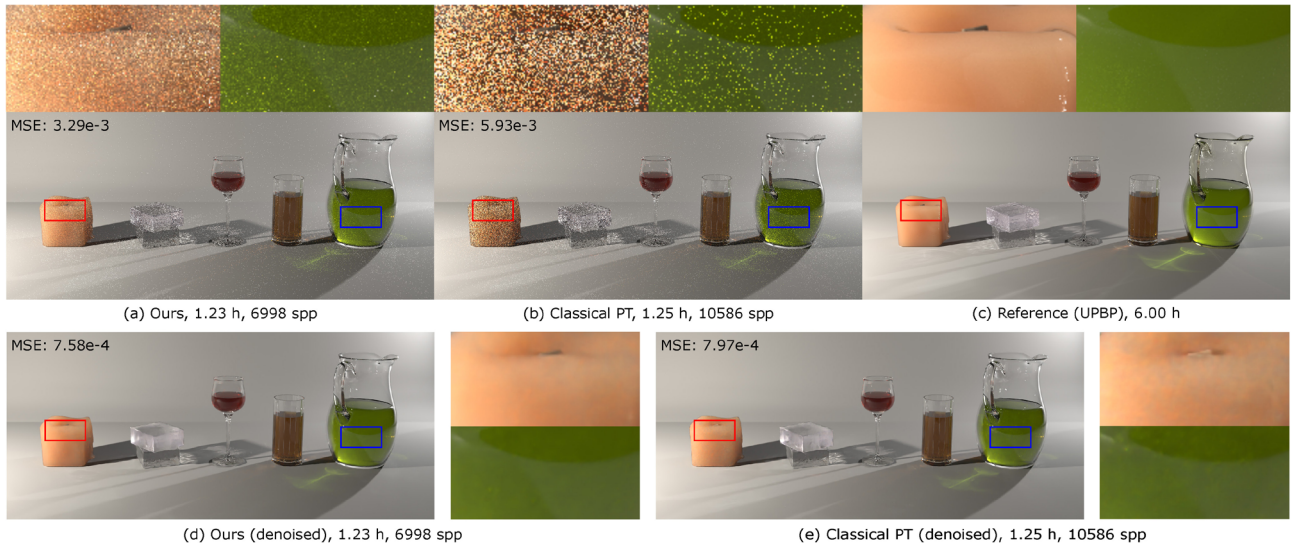 MSE: 3.29e-3
MSE: 5.93e-3
(a) Ours, 1.23 h, 6998 spp
(b) Classical PT, 1.25 h, 10586 spp
(c) Reference (UPBP), 6.00 h
MSE: 7.58e-4
MSE: 7.97e-4
(d) Ours (denoised), 1.23 h, 6998 spp
(e) Classical PT (denoised), 1.25 h, 10586 spp